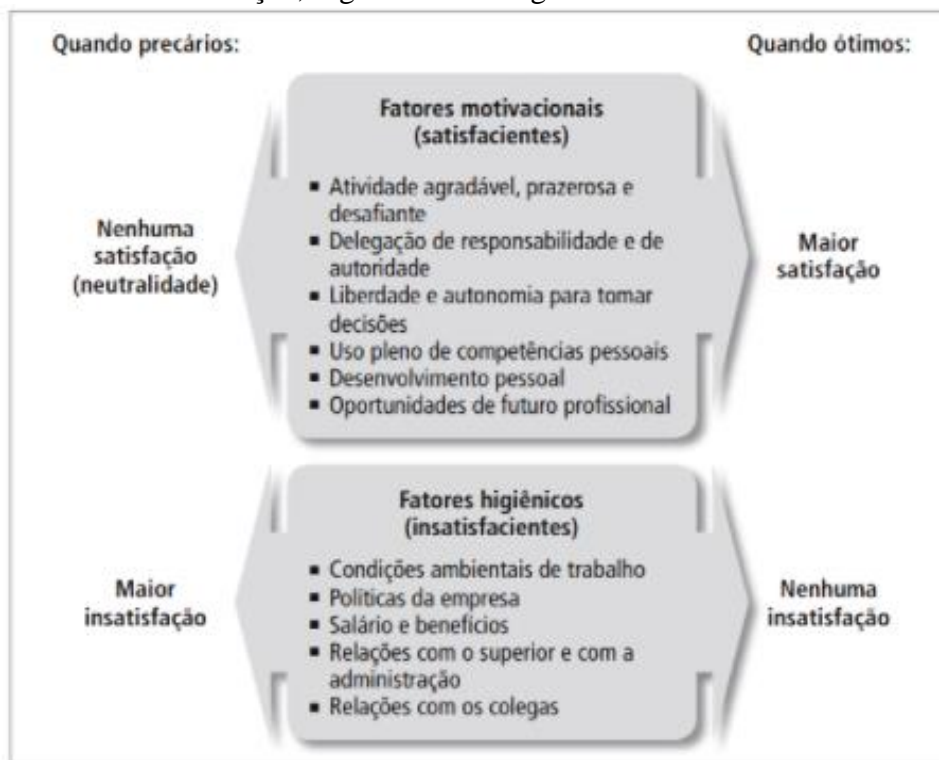 Quando precários:
Quando ótimos:
Fatores motivacionais
(satisfacientes)
▪ Atividade agradável, prazerosa e
desafiante
▪ Delegação de responsabilidade e de
autoridade
▪ Liberdade e autonomia para tomar
decisões
▪ Uso pleno de competências pessoais
▪ Desenvolvimento pessoal
▪ Oportunidades de futuro profissional
Nenhuma
satisfação
(neutralidade)
Maior
satisfação
Fatores higiênicos
(insatisfacientes)
▪ Condições ambientais de trabalho
▪ Políticas da empresa
▪ Salário e benefícios
▪ Relações com o superior e com a
administração
▪ Relações com os colegas
Maior
insatisfação
Nenhuma
insatisfação